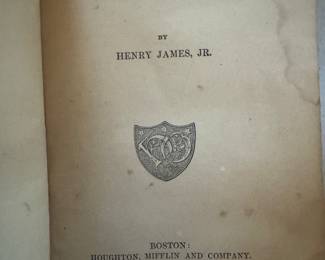 BY
HENRY JAMES, JR.
BOSTON:
HOUGHTON, MIFFLIN AND COMPANY.